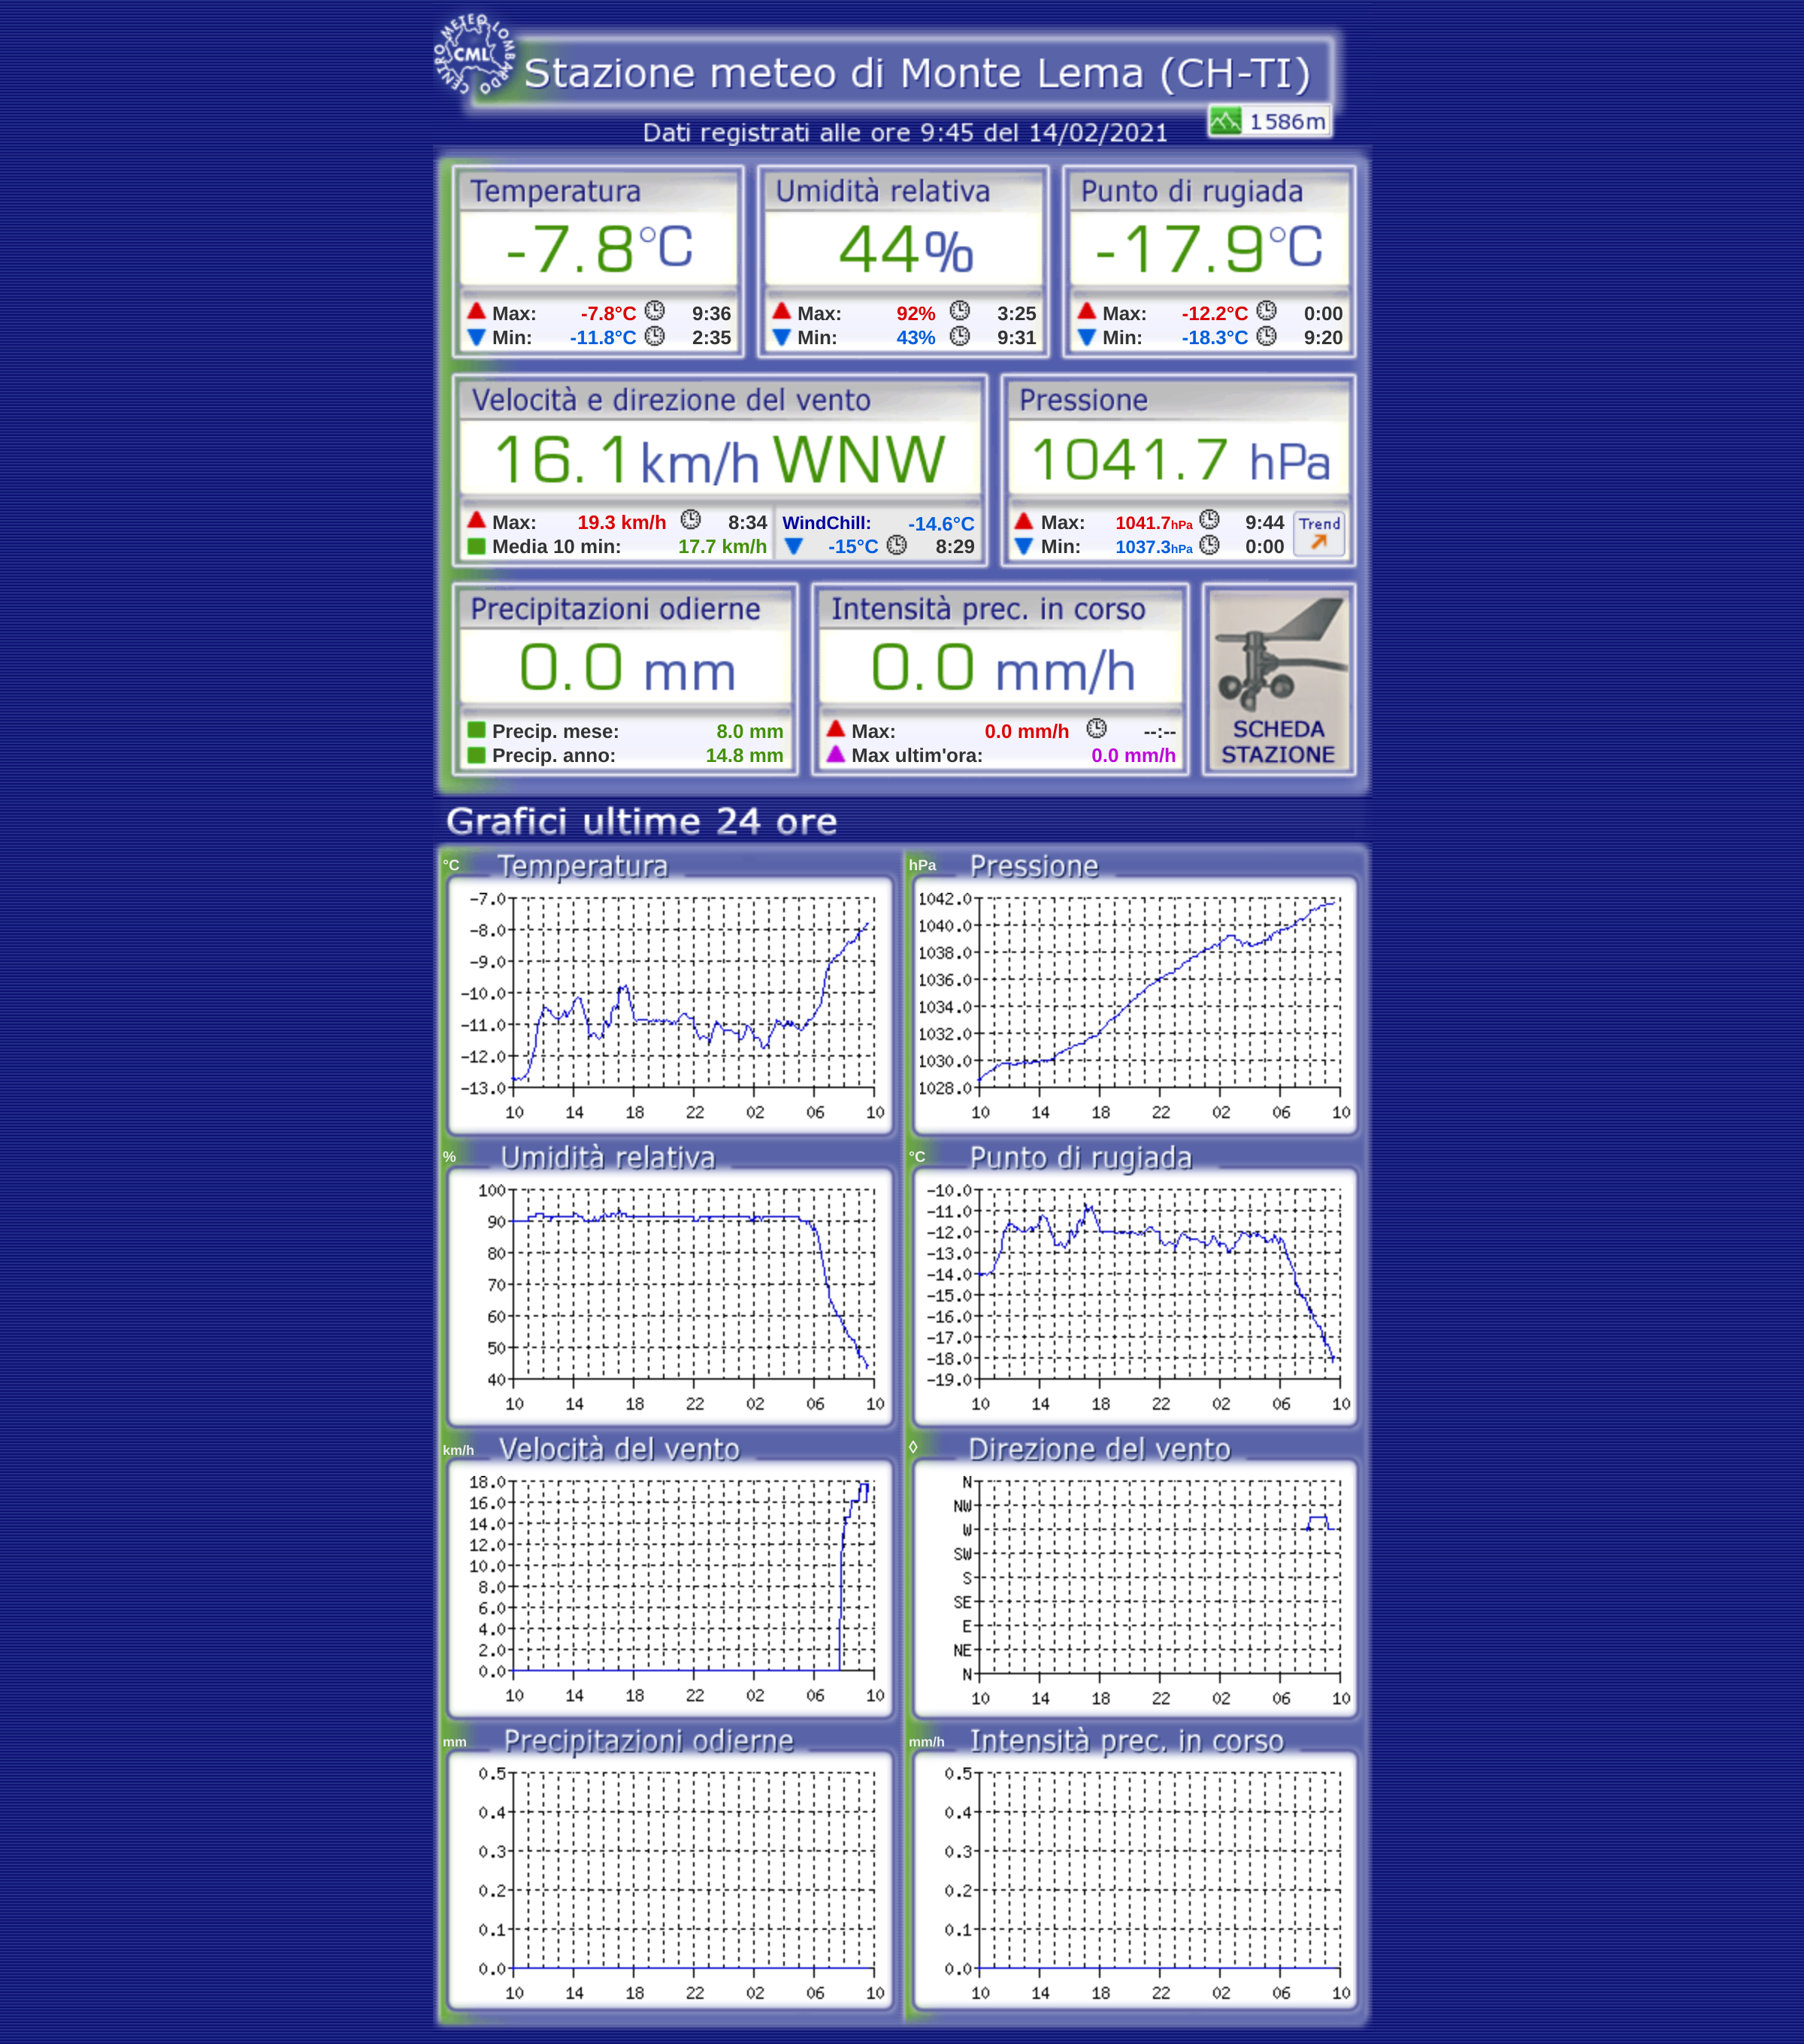 CENTRO METEO LOMBARDO
CML
Stazione meteo di Monte Lema (CH-TI)
1586m
Dati registrati alle ore 9:45 del 14/02/2021
Temperatura Umidità relativa Punto di rugiada
-7.8°C 44% -17.9°C
Max: -7.8°C 9:36 Max: 92% 3:25 Max: -12.2°C 0:00
Min: -11.8°C 2:35 Min: 43% 9:31 Min: -18.3°C 9:20
Velocità e direzione del vento Pressione
16.1km/h WNW 1041.7 hPa
Max: 19.3 km/h 8:34 WindChill: -14.6°C Max: 1041.7hPa 9:44 Trend
Media 10 min: 17.7 km/h -15°C 8:29 Min: 1037.3hPa 0:00
Precipitazioni odierne Intensità prec. in corso
0.0 mm 0.0 mm/h
Precip. mese: 8.0 mm Max: 0.0 mm/h --:-- SCHEDA
Precip. anno: 14.8 mm Max ultim'ora: 0.0 mm/h STAZIONE
Grafici ultime 24 ore
°C Temperatura
-7.0
-8.0
-9.0
-10.0
-11.0
-12.0
-13.0
10 14 18 22 02 06 10
hPa Pressione
1042.0
1040.0
1038.0
1036.0
1034.0
1032.0
1030.0
1028.0
10 14 18 22 02 06 10
% Umidità relativa
100
90
80
70
60
50
40
10 14 18 22 02 06 10
°C Punto di rugiada
-10.0
-11.0
-12.0
-13.0
-14.0
-15.0
-16.0
-17.0
-18.0
-19.0
10 14 18 22 02 06 10
km/h Velocità del vento
18.0
16.0
14.0
12.0
10.0
8.0
6.0
4.0
2.0
0.0
10 14 18 22 02 06 10
◊ Direzione del vento
N
NW
W
SW
S
SE
E
NE
N
10 14 18 22 02 06 10
mm Precipitazioni odierne
0.5
0.4
0.3
0.2
0.1
0.0
10 14 18 22 02 06 10
mm/h Intensità prec. in corso
0.5
0.4
0.3
0.2
0.1
0.0
10 14 18 22 02 06 10